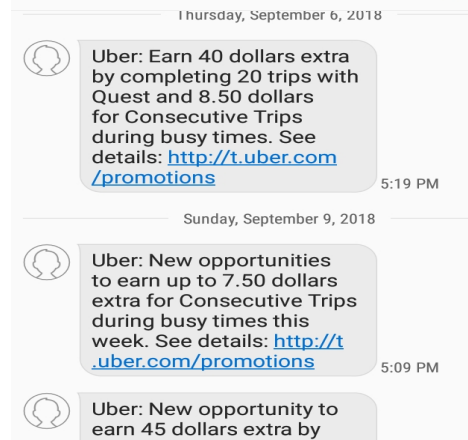 Thursday, September 6, 2018
Uber: Earn 40 dollars extra
by completing 20 trips with
Quest and 8.50 dollars
for Consecutive Trips
during busy times. See
details: http://t.uber.com
/promotions
5:19 PM
Sunday, September 9, 2018
Uber: New opportunities
to earn up to 7.50 dollars
extra for Consecutive Trips
during busy times this
week. See details: http://t
.uber.com/promotions
5:09 PM
Uber: New opportunity to
earn 45 dollars extra by